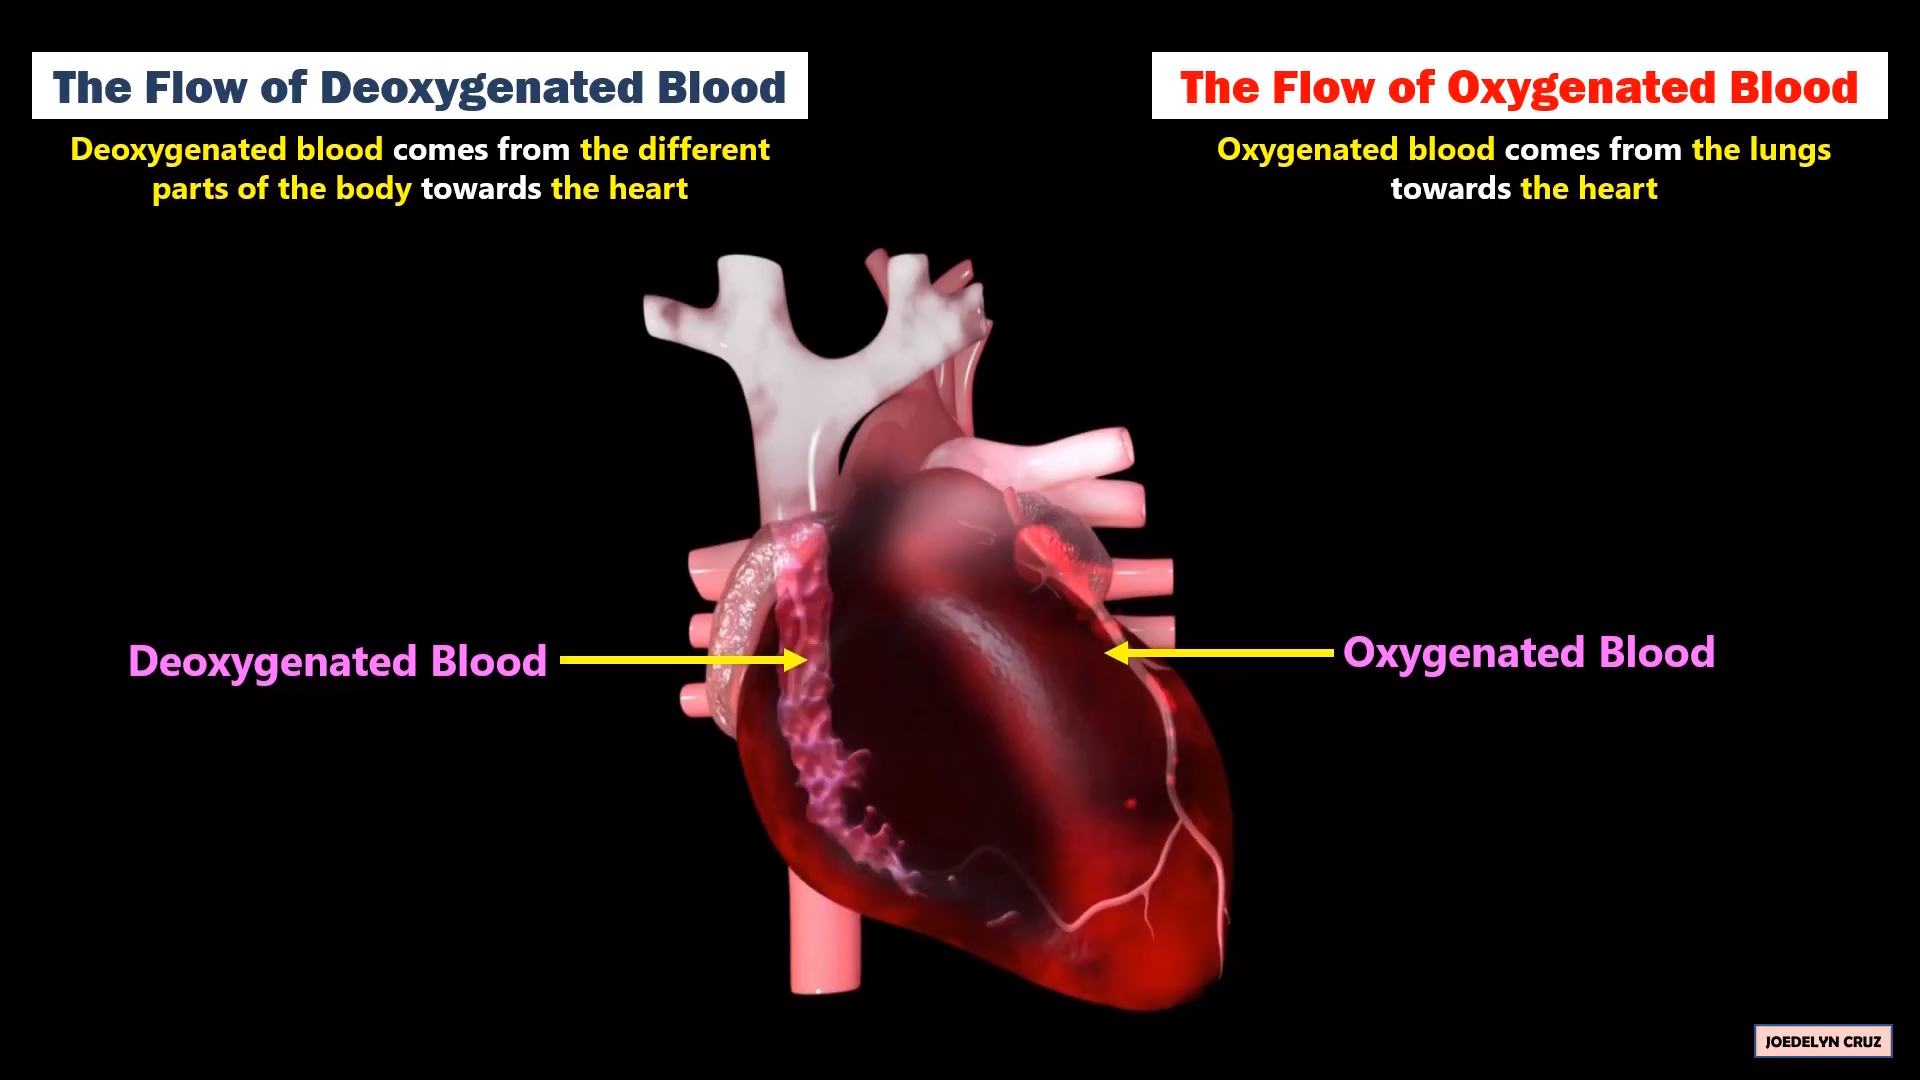 The Flow of Deoxygenated Blood
Deoxygenated blood comes from the different
parts of the body towards the heart
The Flow of Oxygenated Blood
Oxygenated blood comes from the lungs
towards the heart
Deoxygenated Blood
Oxygenated Blood
JOEDELYN CRUZ